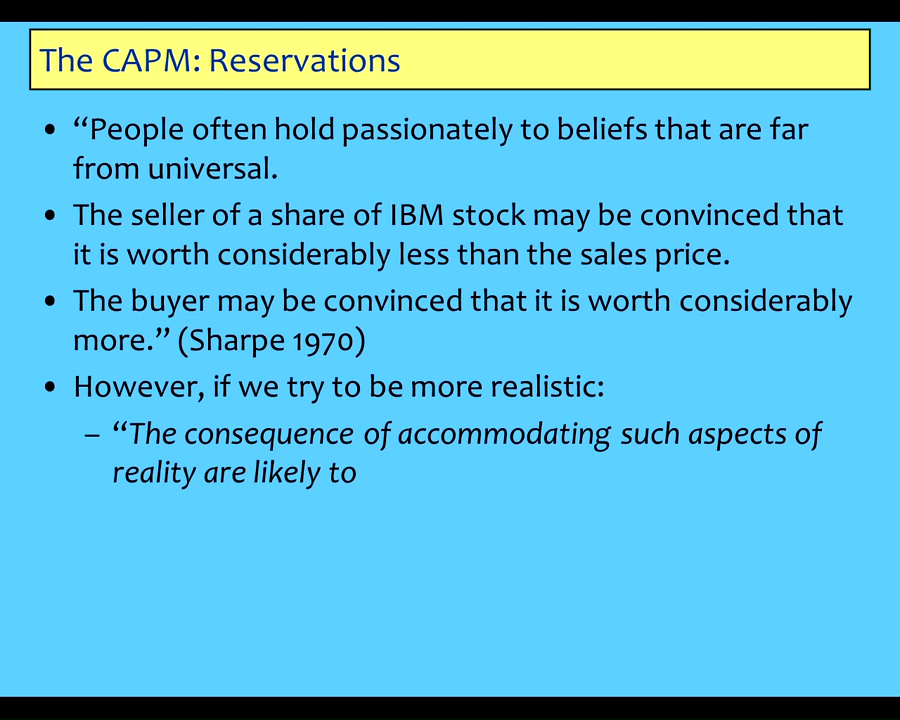 The CAPM: Reservations
• “People often hold passionately to beliefs that are far
from universal.
• The seller of a share of IBM stock may be convinced that
it is worth considerably less than the sales price.
• The buyer may be convinced that it is worth considerably
more.” (Sharpe 1970)
• However, if we try to be more realistic:
– “The consequence of accommodating such aspects of
reality are likely to